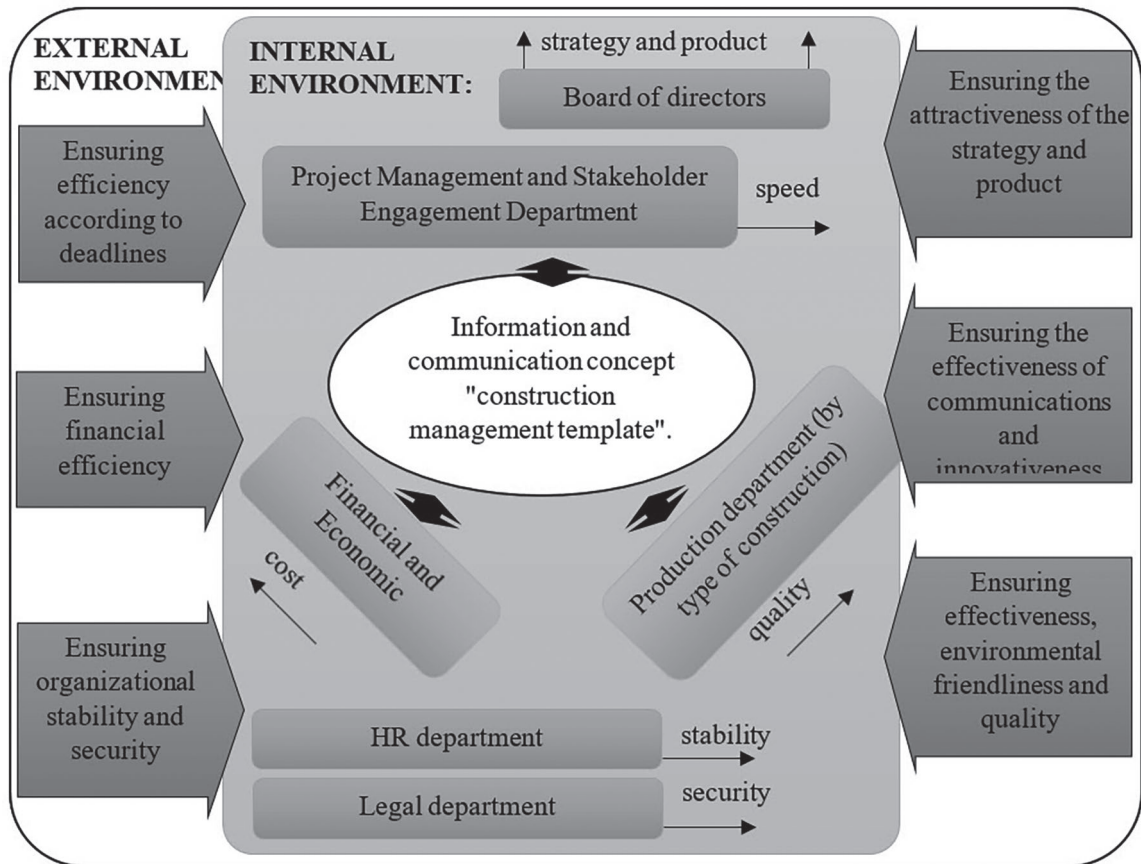 EXTERNAL
ENVIRONMEN
INTERNAL
ENVIRONMENT:
strategy and product
Board of directors
Project Management and Stakeholder
Engagement Department
speed
Ensuring
efficiency
according to
deadlines
Ensuring the
attractiveness of the
strategy and
product
Information and
communication concept
"construction
management template".
Ensuring
financial
efficiency
Ensuring the
effectiveness of
communications
and
innovativeness
Financial and
Economic
cost
Production department (by
type of construction)
quality
Ensuring
organizational
stability and
security
Ensuring
effectiveness,
environmental
friendliness and
quality
HR department
stability
Legal department
security